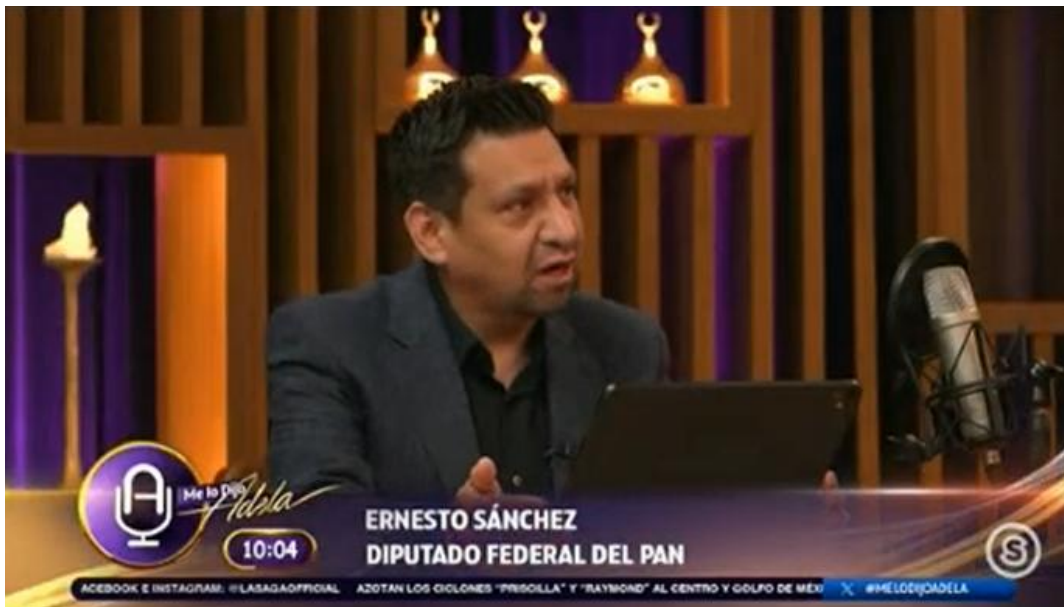 A
Me lo Dijo
Adela
10:04
ERNESTO SÁNCHEZ
DIPUTADO FEDERAL DEL PAN
S
ACEBOOK E INSTAGRAM: @LASAGAOFFICIAL AZOTAN LOS CICLONES "PRISCILLA" Y "RAYMOND" AL CENTRO Y GOLFO DE MÉXI
X #MELODIJOADELA